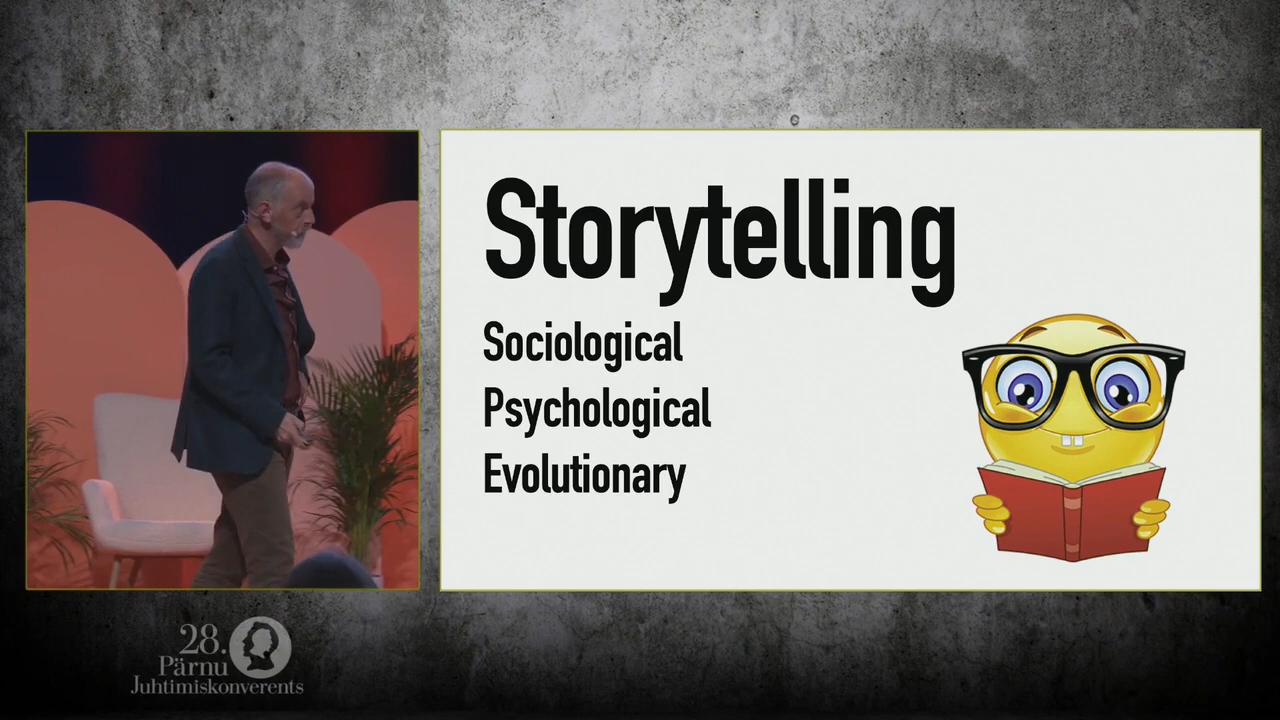 Storytelling
Sociological
Psychological
Evolutionary
28.
Pärnu
Juhtimiskonverents